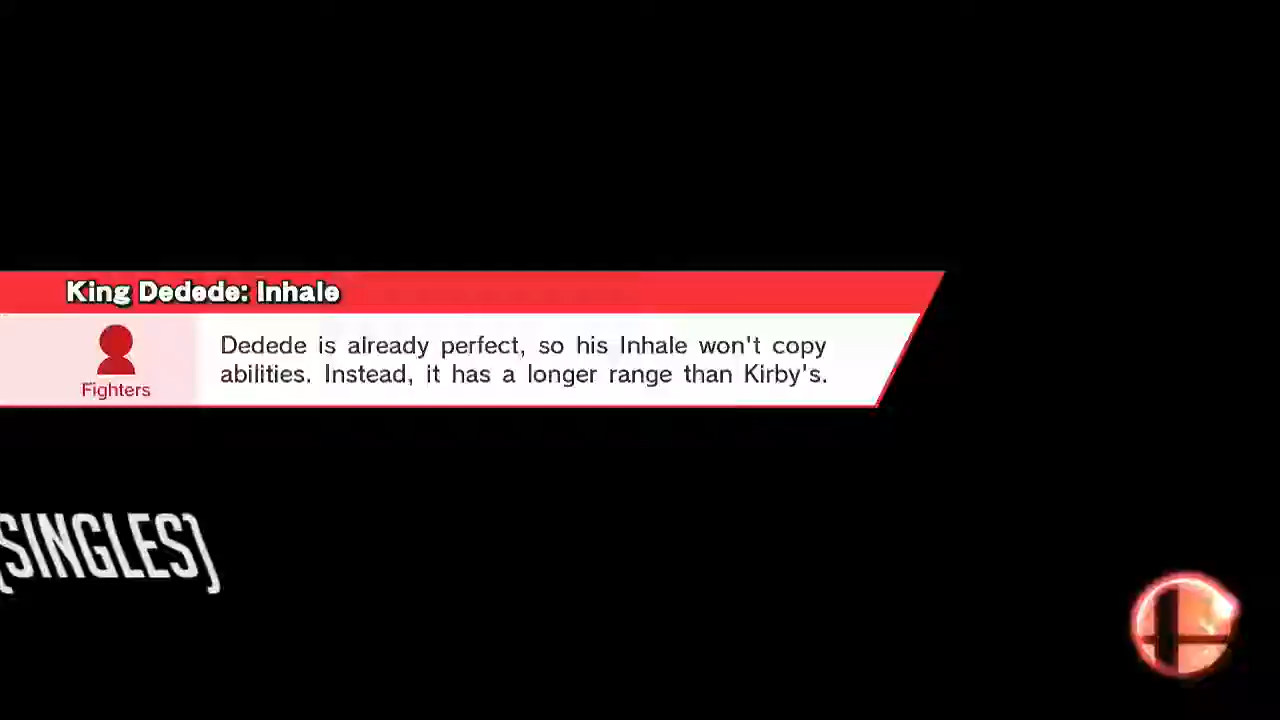 King Dedede: Inhale
Fighters
Dedede is already perfect, so his Inhale won't copy
abilities. Instead, it has a longer range than Kirby's.
(SINGLES)